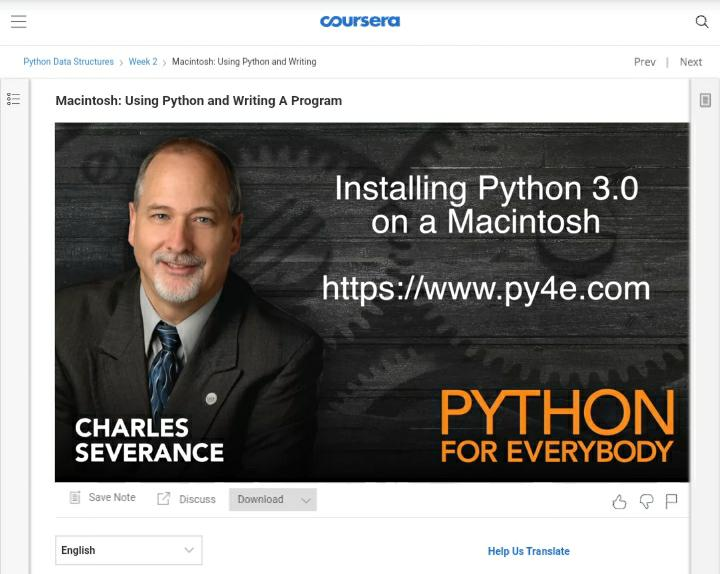 coursera
Python Data Structures > Week 2 > Macintosh: Using Python and Writing
Prev | Next
Macintosh: Using Python and Writing A Program
Installing Python 3.0
on a Macintosh
https://www.py4e.com
CHARLES
SEVERANCE
PYTHON
FOR EVERYBODY
Save Note
Discuss
Download
English
Help Us Translate